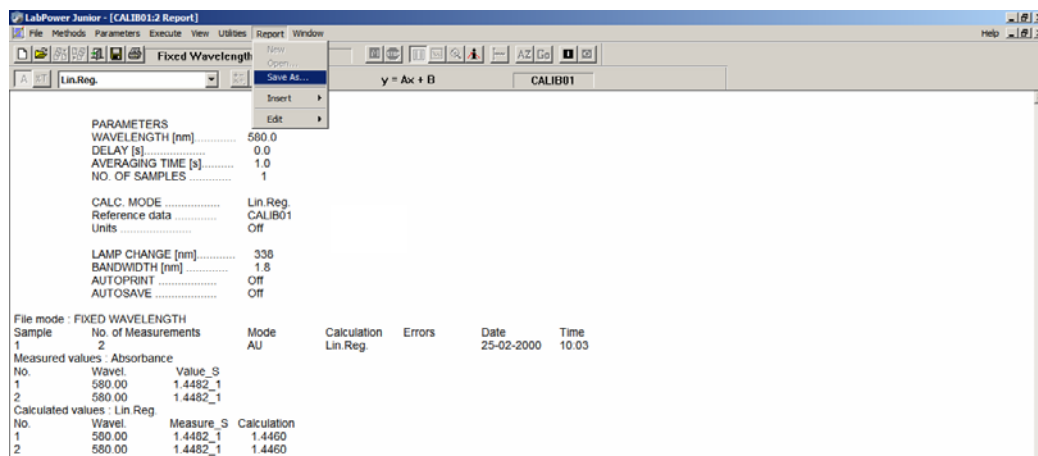 LabPower Junior - [CALIB01:2 Report]
File Methods Parameters Execute View Utilities Report Window Help
Fixed Wavelength
New
Open...
AZ Go
A xT Lin.Reg. Save As... y = Ax + B CALIB01
Insert
Edit
PARAMETERS
WAVELENGTH [nm].............. 580.0
DELAY [s].................... 0.0
AVERAGING TIME [s]........... 1.0
NO. OF SAMPLES .............. 1
CALC. MODE .................. Lin.Reg.
Reference data .............. CALIB01
Units ........................ Off
LAMP CHANGE [nm]............. 338
BANDWIDTH [nm] .............. 1.8
AUTOPRINT ................... Off
AUTOSAVE .................... Off
File mode : FIXED WAVELENGTH
Sample No. of Measurements Mode Calculation Errors Date Time
1 2 AU Lin.Reg. 25-02-2000 10:03
Measured values : Absorbance
No. Wavel. Value_S
1 580.00 1.4482_1
2 580.00 1.4482_1
Calculated values : Lin.Reg.
No. Wavel. Measure_S Calculation
1 580.00 1.4482_1 1.4460
2 580.00 1.4482_1 1.4460